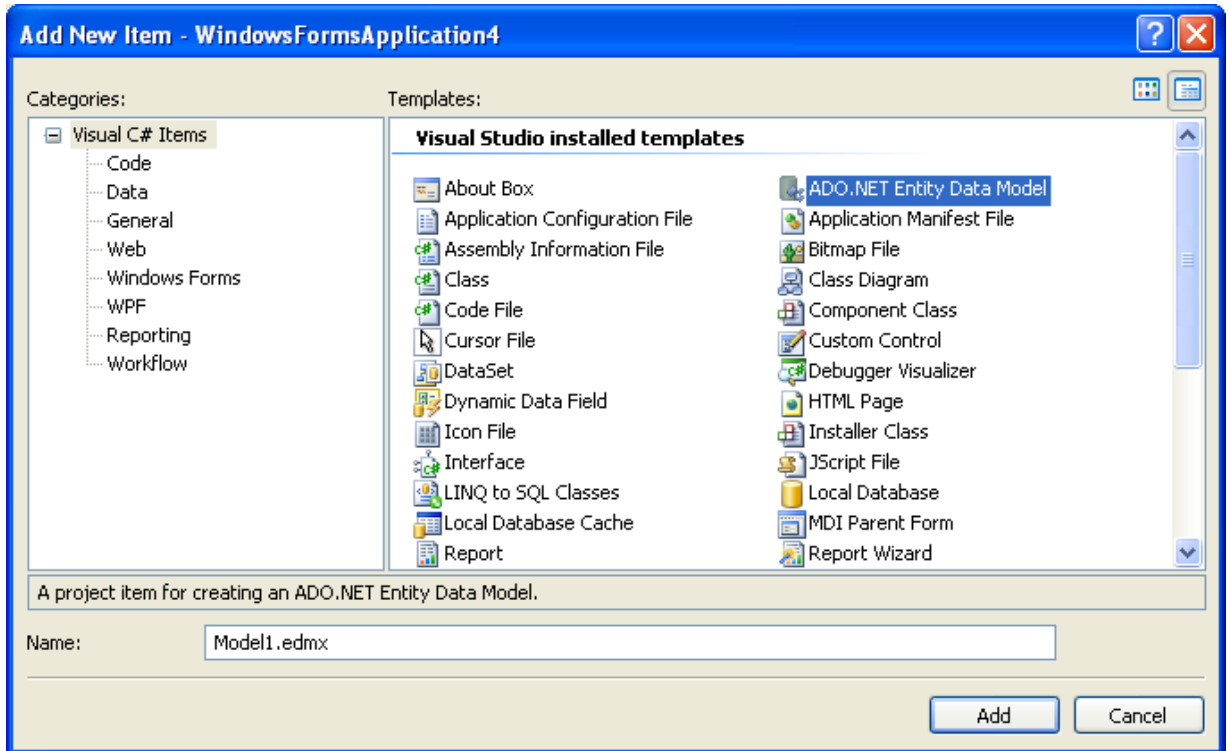 Add New Item - WindowsFormsApplication4
Categories:
Templates:
Visual C# Items
Code
Data
General
Web
Windows Forms
WPF
Reporting
Workflow
Visual Studio installed templates
About Box
ADO.NET Entity Data Model
Application Configuration File
Application Manifest File
Assembly Information File
Bitmap File
Class
Class Diagram
Code File
Component Class
Cursor File
Custom Control
DataSet
Debugger Visualizer
Dynamic Data Field
HTML Page
Icon File
Installer Class
Interface
JScript File
LINQ to SQL Classes
Local Database
Local Database Cache
MDI Parent Form
Report
Report Wizard
A project item for creating an ADO.NET Entity Data Model.
Name:
Model1.edmx
Add
Cancel